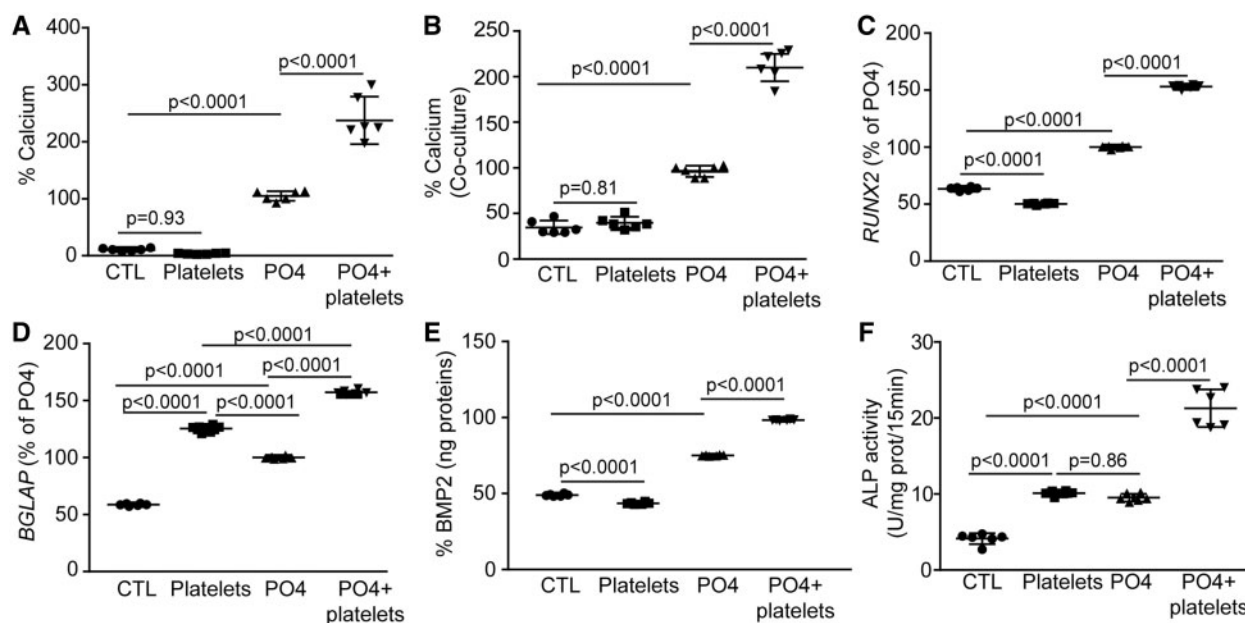 A
% Calcium
400
300
200
100
0
p<0.0001
p<0.0001
p=0.93
CTL Platelets PO4 PO4+
platelets
B
% Calcium
(Co-culture)
250
200
150
100
50
0
p<0.0001
p<0.0001
p=0.81
CTL Platelets PO4 PO4+
platelets
C
RUNX2 (% of PO4)
200
150
100
50
0
p<0.0001
p<0.0001
p<0.0001
CTL Platelets PO4 PO4+
platelets
D
BGLAP (% of PO4)
200
150
100
50
0
p<0.0001
p<0.0001
p<0.0001
p<0.0001
p<0.0001
CTL Platelets PO4 PO4+
platelets
E
% BMP2 (ng proteins)
150
100
50
0
p<0.0001
p<0.0001
p<0.0001
CTL Platelets PO4 PO4+
platelets
F
ALP activity
(U/mg prot/15min)
30
20
10
0
p<0.0001
p<0.0001
p<0.0001
p=0.86
CTL Platelets PO4 PO4+
platelets